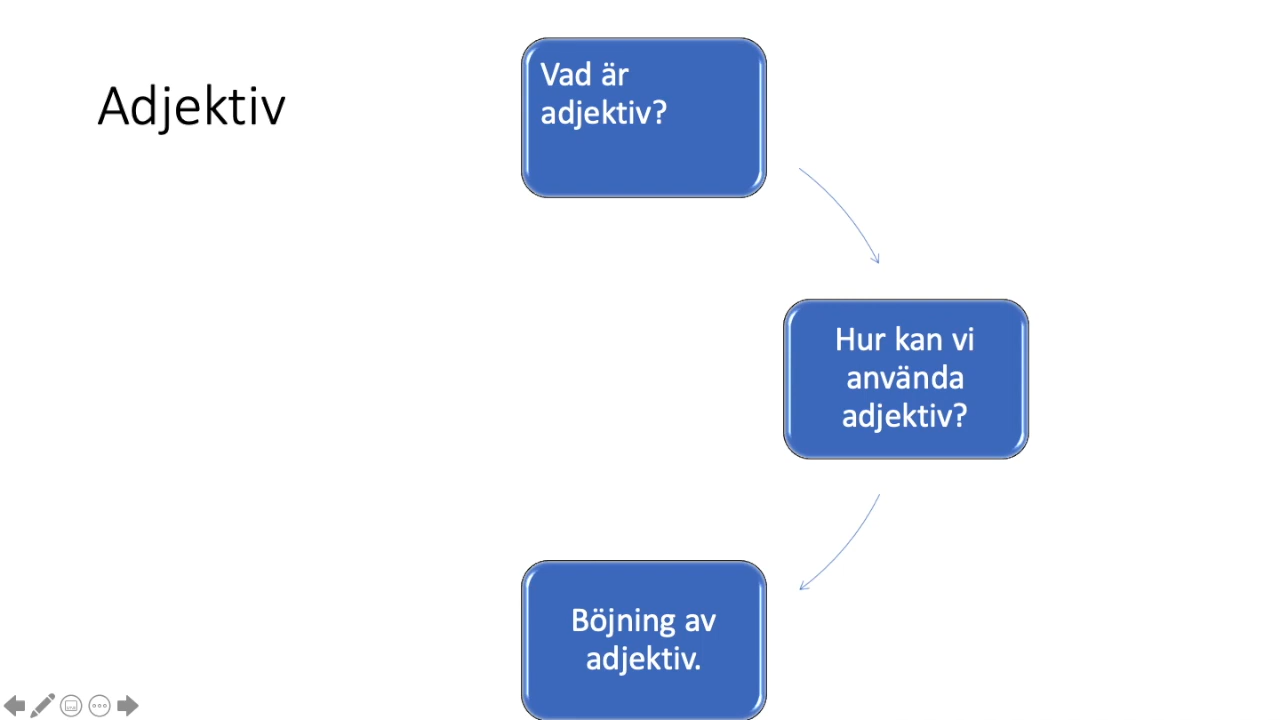 Adjektiv
Vad är
adjektiv?
Hur kan vi
använda
adjektiv?
Böjning av
adjektiv.